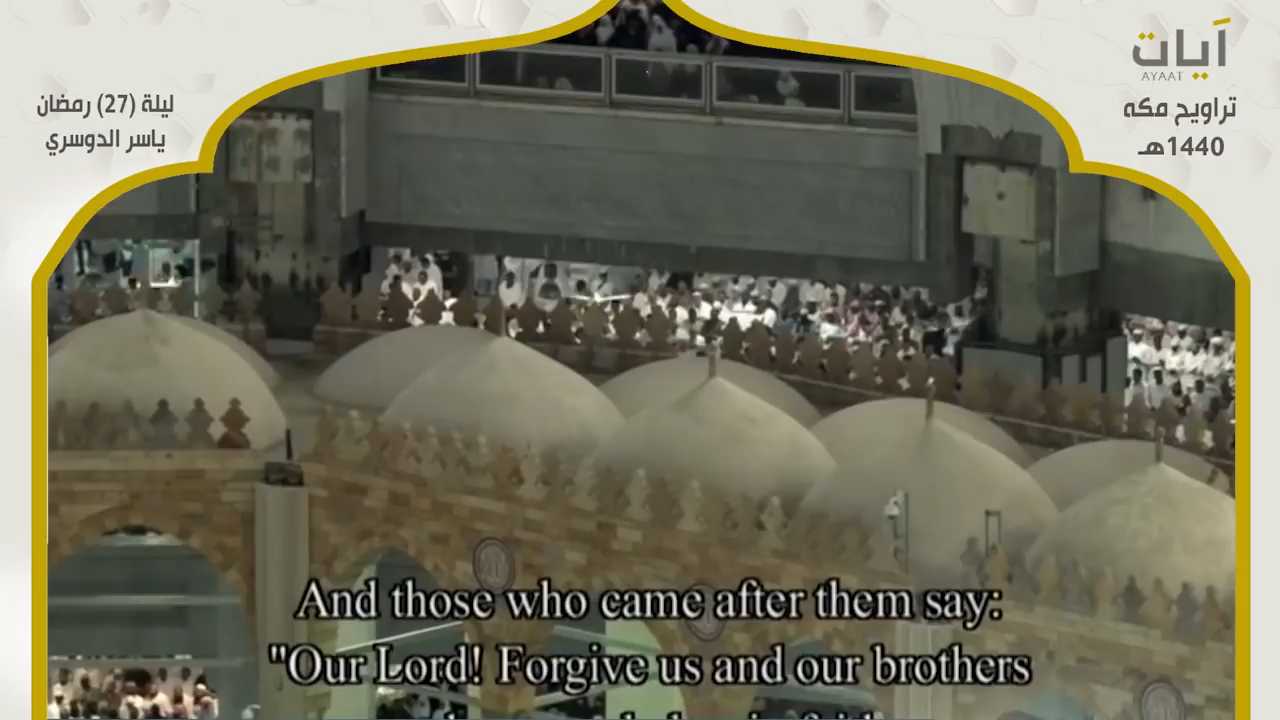 آيات
AYAAT
تراويح مكه
1440هـ
ليلة (27) رمضان
ياسر الدوسري
And those who came after them say:
"Our Lord! Forgive us and our brothers